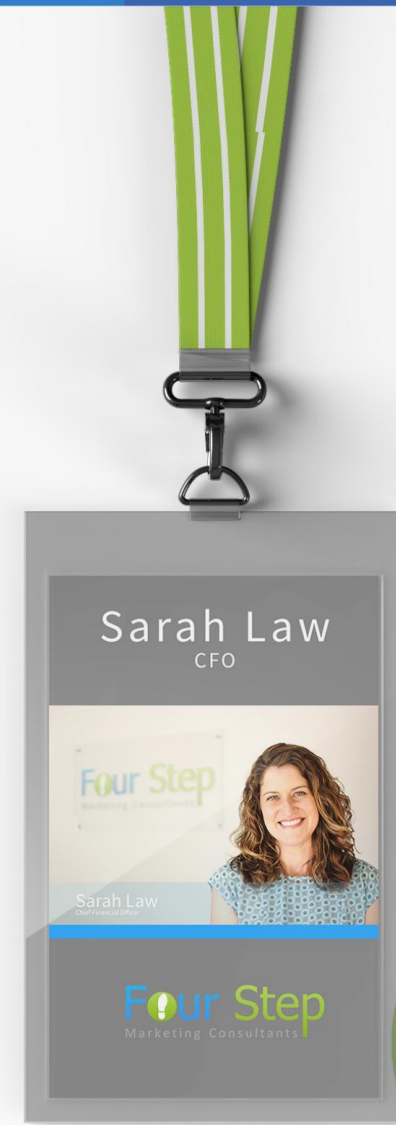 Sarah Law
CFO
Four Step
Marketing Consultants
Sarah Law
Chief Financial Officer
Four Step
Marketing Consultants